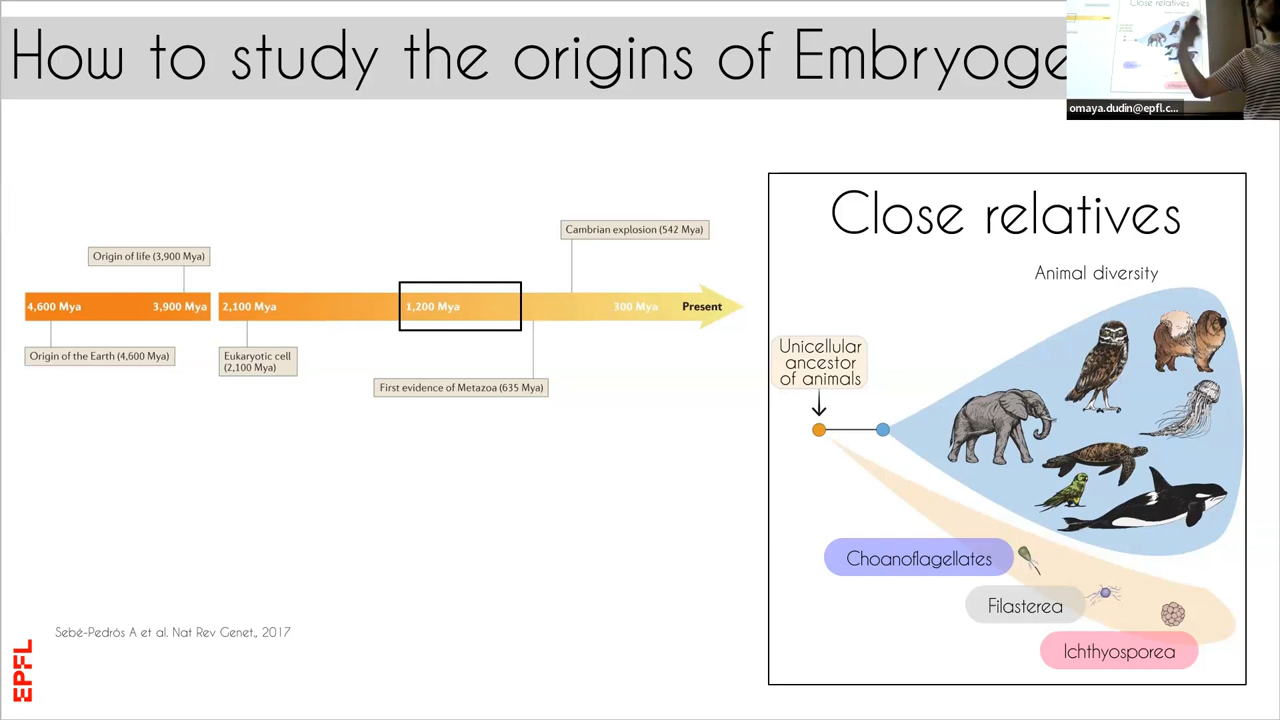 How to study the origins of Embryoge
Close relatives
omaya.dudin@epfl.c...
Close relatives
Animal diversity
Cambrian explosion (542 Mya)
Origin of life (3,900 Mya)
4,600 Mya
3,900 Mya
2,100 Mya
1,200 Mya
300 Mya
Present
Origin of the Earth (4,600 Mya)
Eukaryotic cell
(2,100 Mya)
First evidence of Metazoa (635 Mya)
Unicellular
ancestor
of animals
Choanoflagellates
Filasterea
Ichthyosporea
Sebé-Pedrós A et al. Nat Rev Genet., 2017
EPFL